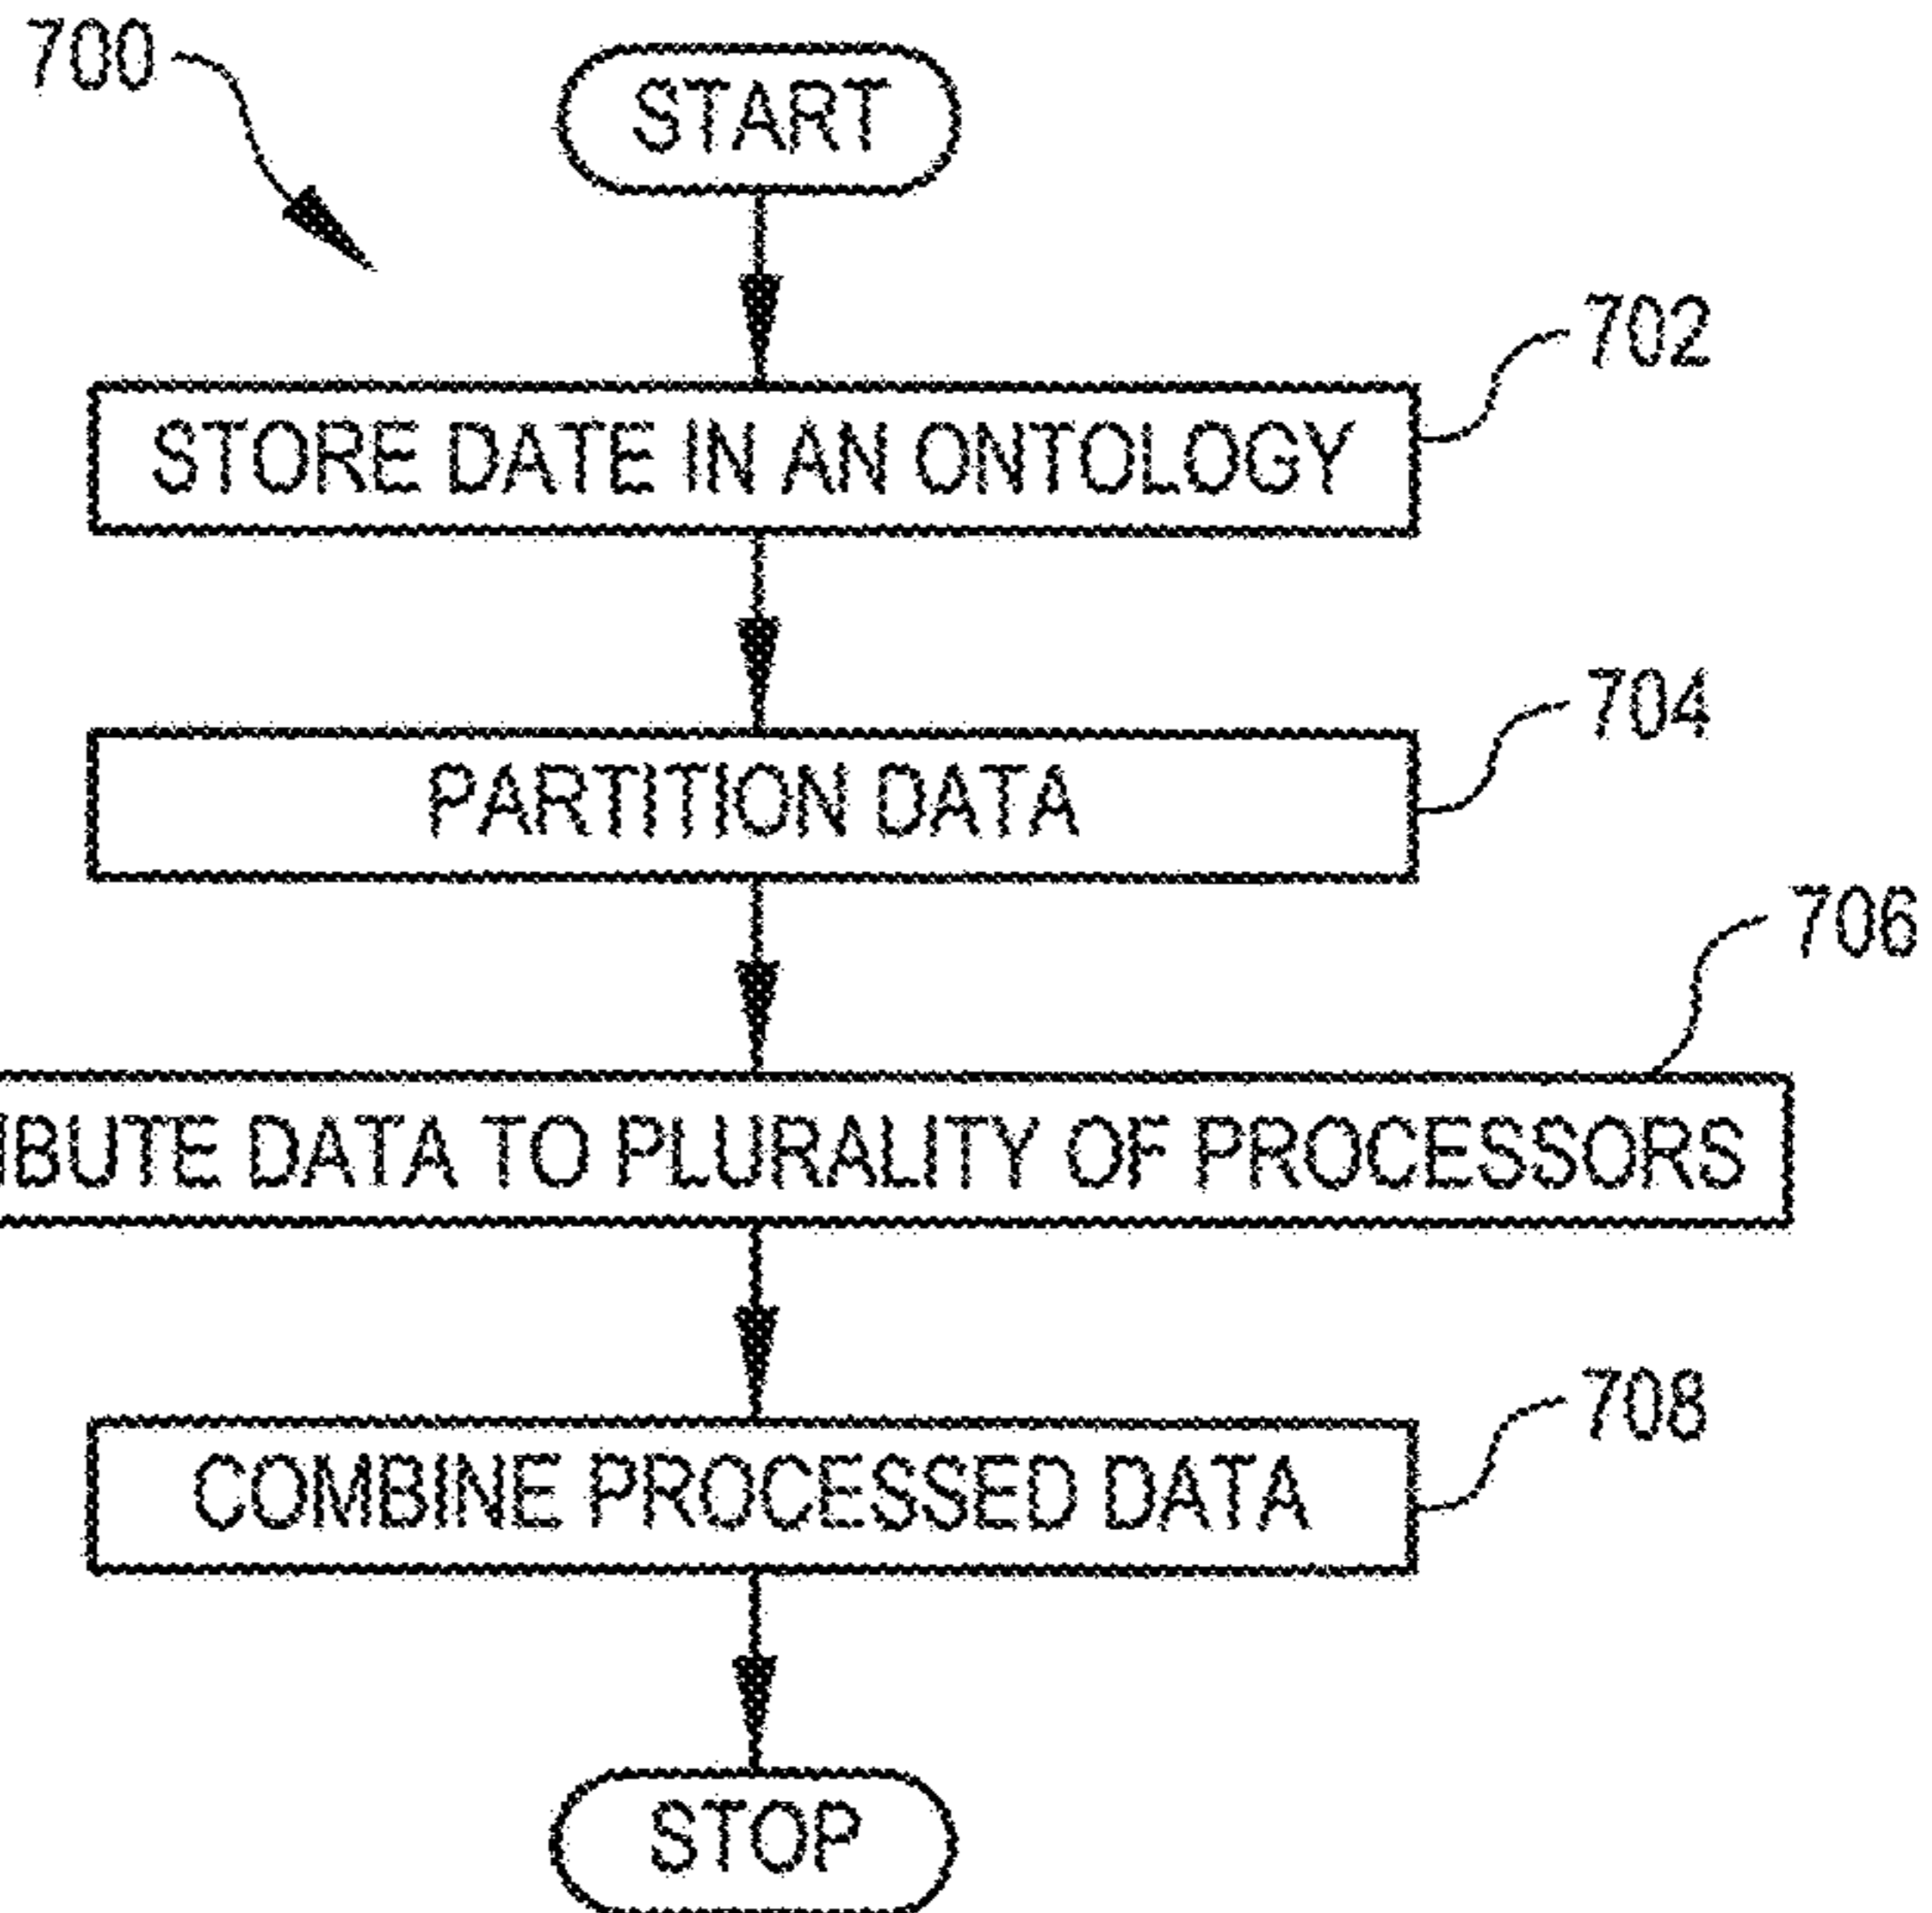 700
START
702
STORE DATE IN AN ONTOLOGY
704
PARTITION DATA
706
DATA TO PLURALITY OF PROCESSORS
708
COMBINE PROCESSED DATA
STOP